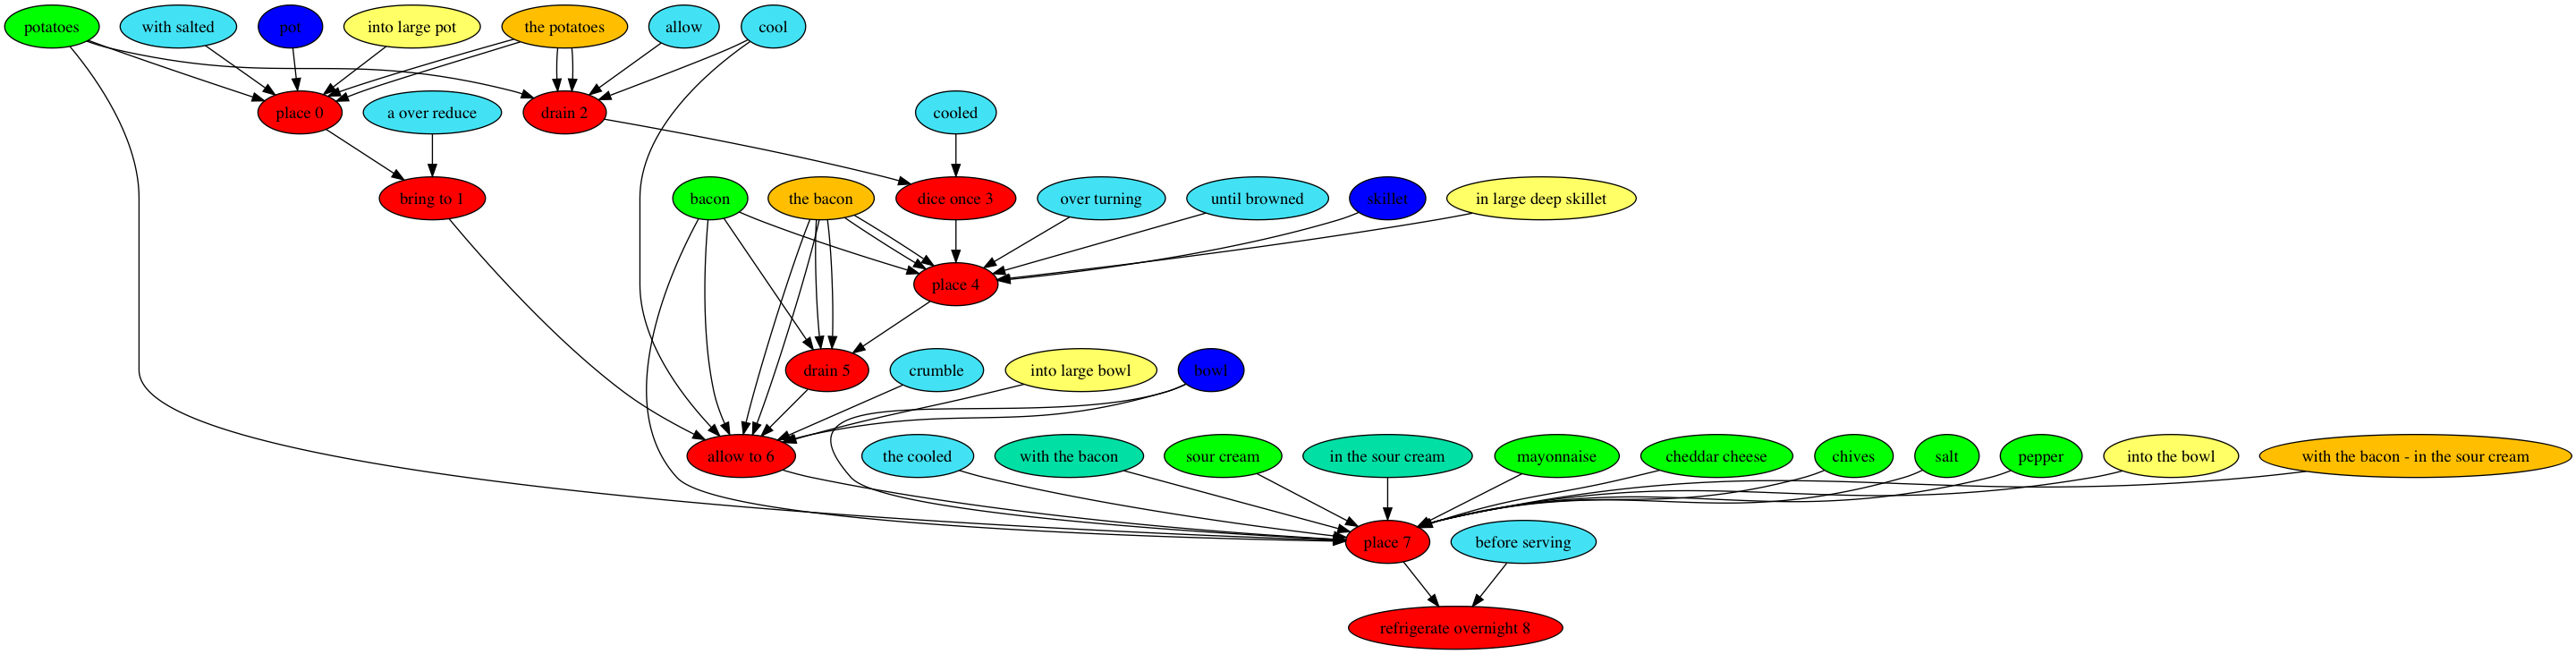 potatoes
with salted
pot
into large pot
the potatoes
allow
cool
place 0
a over reduce
drain 2
cooled
bring to 1
bacon
the bacon
dice once 3
over turning
until browned
skillet
in large deep skillet
place 4
drain 5
crumble
into large bowl
bowl
allow to 6
the cooled
with the bacon
sour cream
in the sour cream
mayonnaise
cheddar cheese
chives
salt
pepper
into the bowl
with the bacon - in the sour cream
place 7
before serving
refrigerate overnight 8